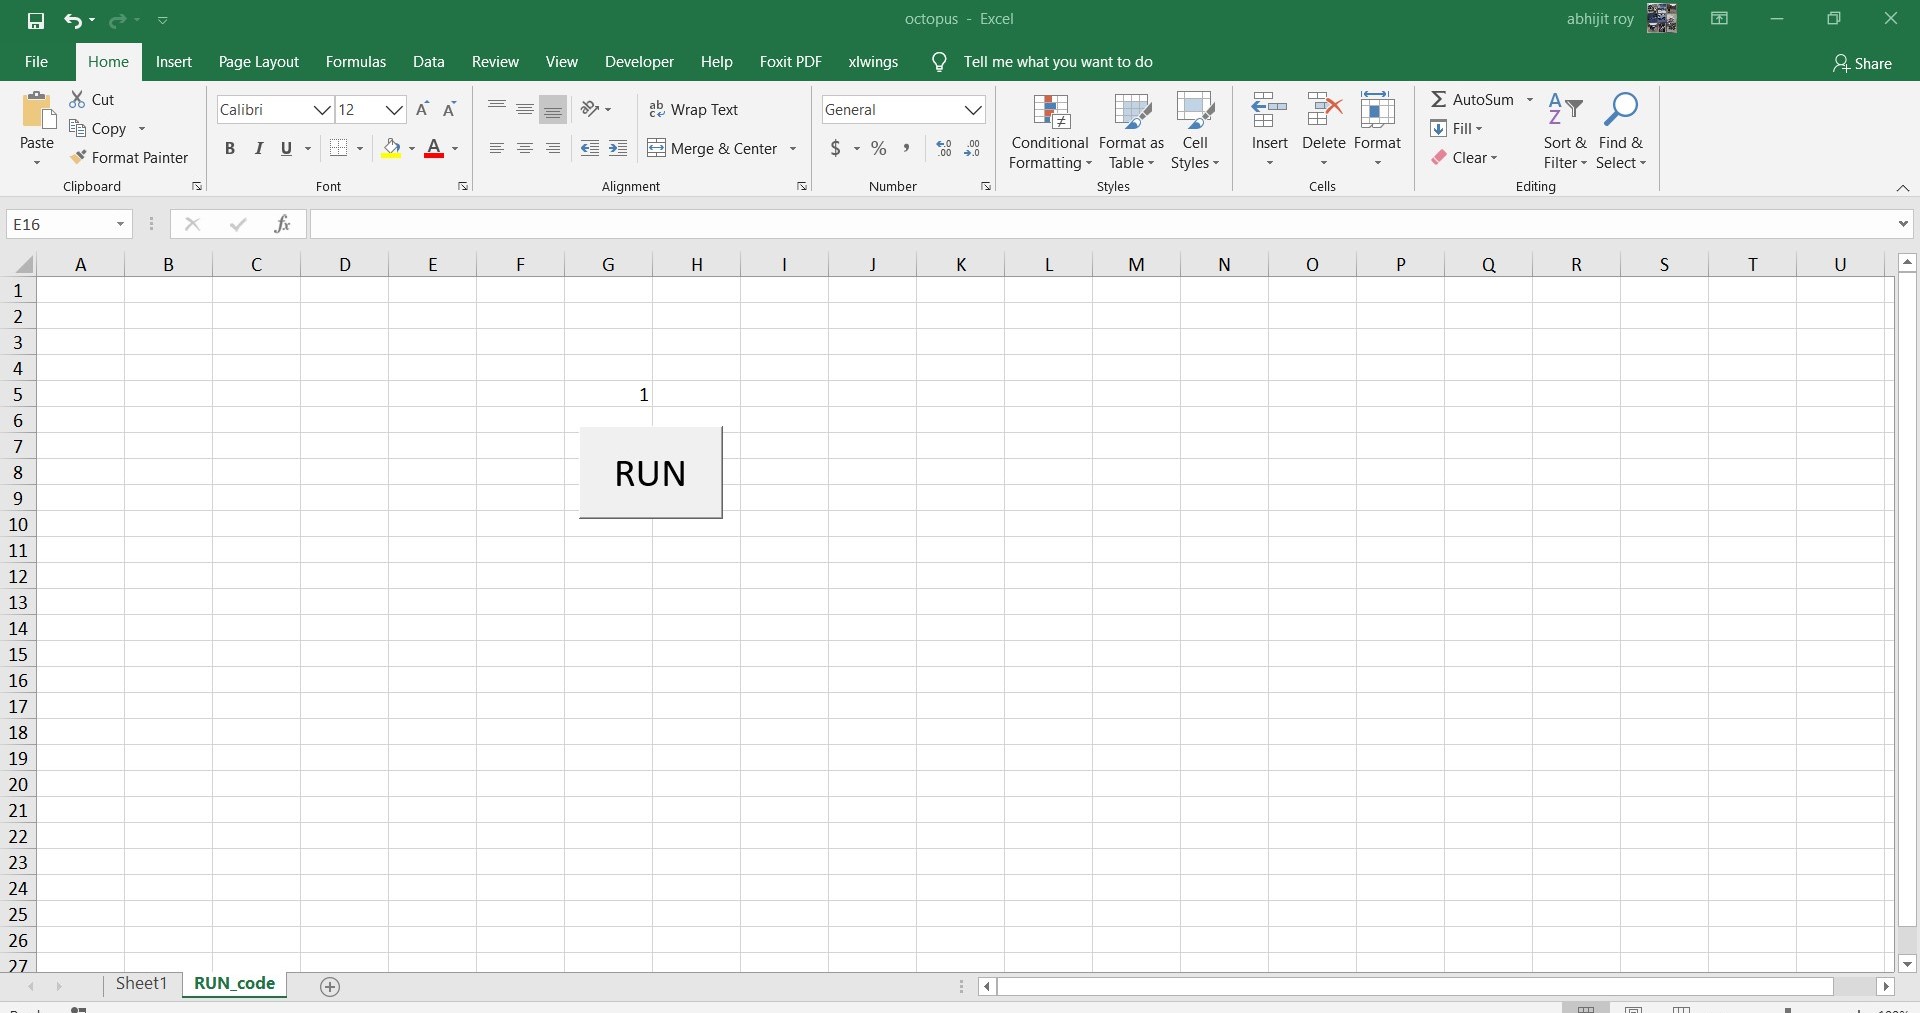 octopus - Excel
abhijit roy
File Home Insert Page Layout Formulas Data Review View Developer Help Foxit PDF xlwings Tell me what you want to do Share
Paste
Cut
Copy
Format Painter
Clipboard
Calibri 12
B I U
Font
Wrap Text
Merge & Center
Alignment
General
$ % ,
Number
Conditional Formatting
Format as Table
Cell Styles
Styles
Insert Delete Format
Cells
AutoSum
Fill
Clear
Sort & Filter
Find & Select
Editing
E16 fx
A B C D E F G H I J K L M N O P Q R S T U
1
2
3
4
5 1
6
7
8 RUN
9
10
11
12
13
14
15
16
17
18
19
20
21
22
23
24
25
26
27
Sheet1 RUN_code